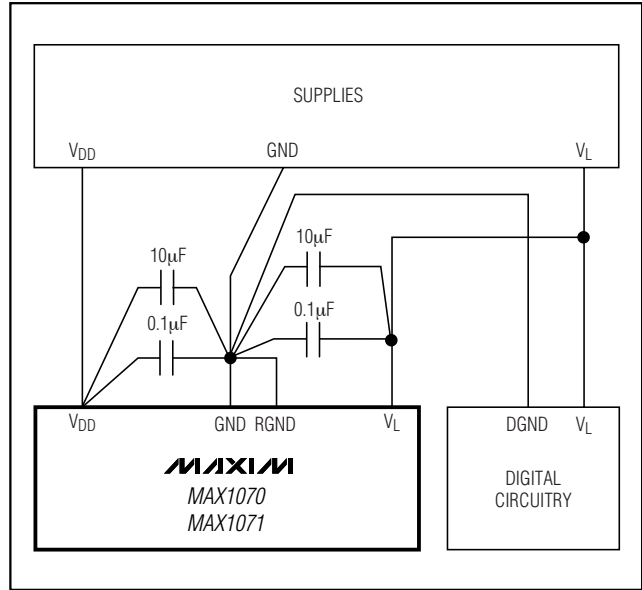 SUPPLIES
VDD GND VL
10μF
0.1μF
10μF
0.1μF
VDD GND RGND VL
MAXIM
MAX1070
MAX1071
DGND VL
DIGITAL
CIRCUITRY